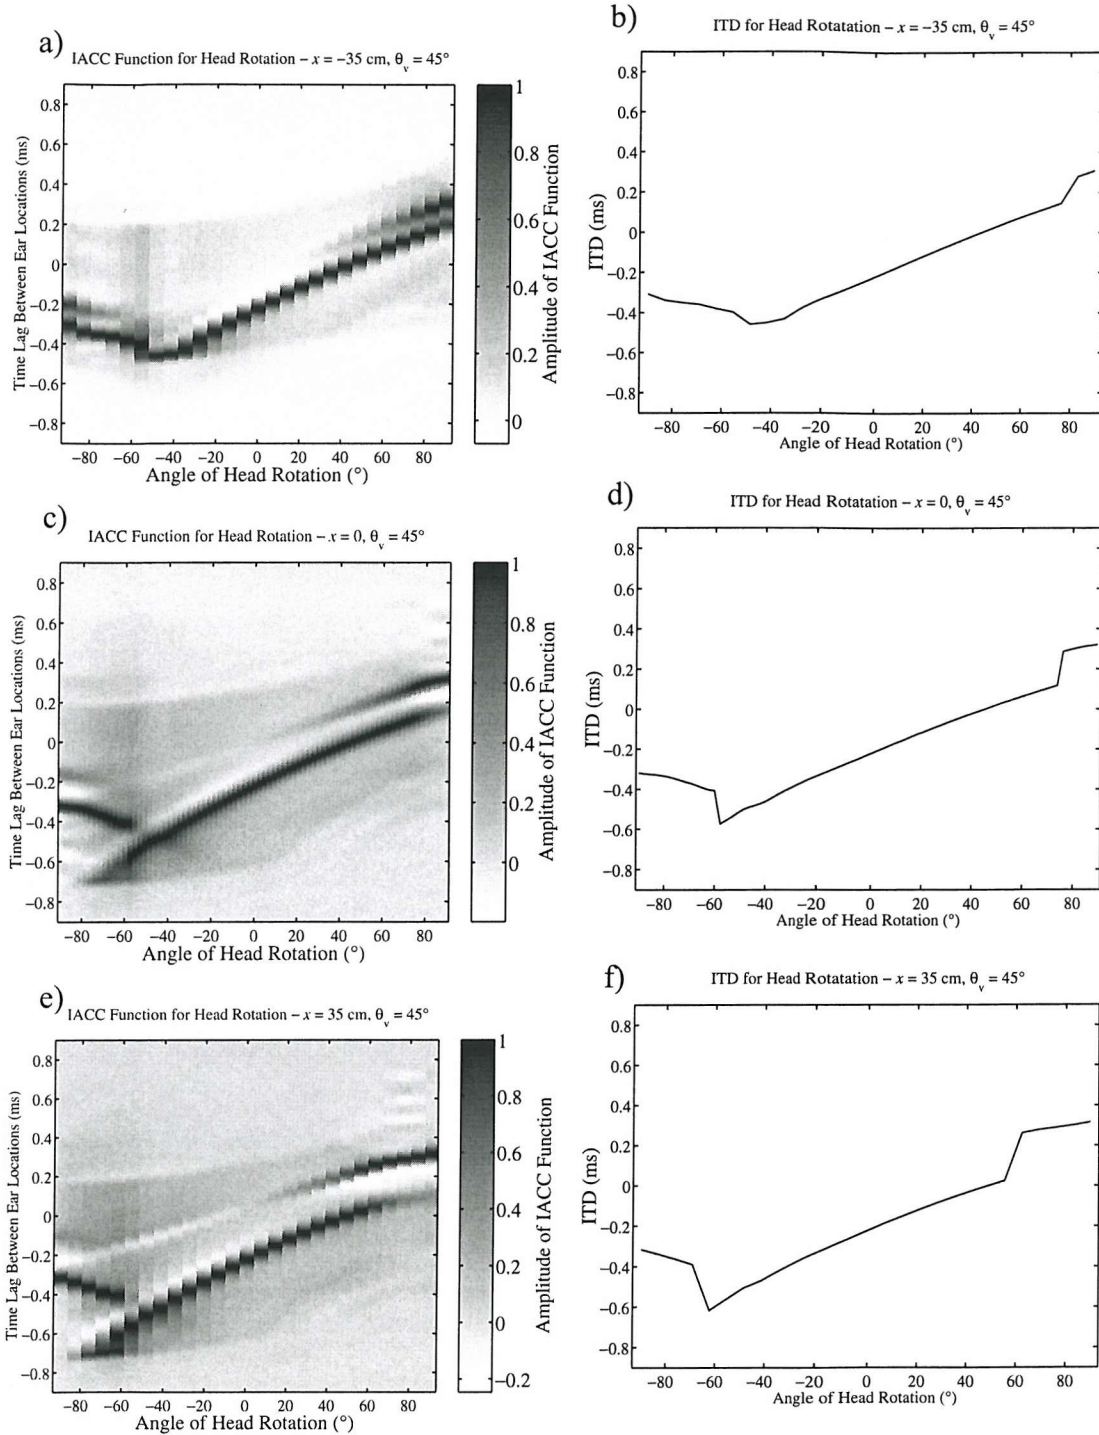 a)
IACC Function for Head Rotation – x = −35 cm, θv = 45°
Time Lag Between Ear Locations (ms)
0.8
0.6
0.4
0.2
0
−0.2
−0.4
−0.6
−0.8
−80 −60 −40 −20 0 20 40 60 80
Angle of Head Rotation (°)
1
0.8
0.6
0.4
0.2
0
Amplitude of IACC Function
b)
ITD for Head Rotatation – x = −35 cm, θv = 45°
ITD (ms)
0.8
0.6
0.4
0.2
0
−0.2
−0.4
−0.6
−0.8
−80 −60 −40 −20 0 20 40 60 80
Angle of Head Rotation (°)
c)
IACC Function for Head Rotation – x = 0, θv = 45°
Time Lag Between Ear Locations (ms)
0.8
0.6
0.4
0.2
0
−0.2
−0.4
−0.6
−0.8
−80 −60 −40 −20 0 20 40 60 80
Angle of Head Rotation (°)
1
0.8
0.6
0.4
0.2
0
Amplitude of IACC Function
d)
ITD for Head Rotatation – x = 0, θv = 45°
ITD (ms)
0.8
0.6
0.4
0.2
0
−0.2
−0.4
−0.6
−0.8
−80 −60 −40 −20 0 20 40 60 80
Angle of Head Rotation (°)
e)
IACC Function for Head Rotation – x = 35 cm, θv = 45°
Time Lag Between Ear Locations (ms)
0.8
0.6
0.4
0.2
0
−0.2
−0.4
−0.6
−0.8
−80 −60 −40 −20 0 20 40 60 80
Angle of Head Rotation (°)
1
0.8
0.6
0.4
0.2
0
−0.2
Amplitude of IACC Function
f)
ITD for Head Rotatation – x = 35 cm, θv = 45°
ITD (ms)
0.8
0.6
0.4
0.2
0
−0.2
−0.4
−0.6
−0.8
−80 −60 −40 −20 0 20 40 60 80
Angle of Head Rotation (°)